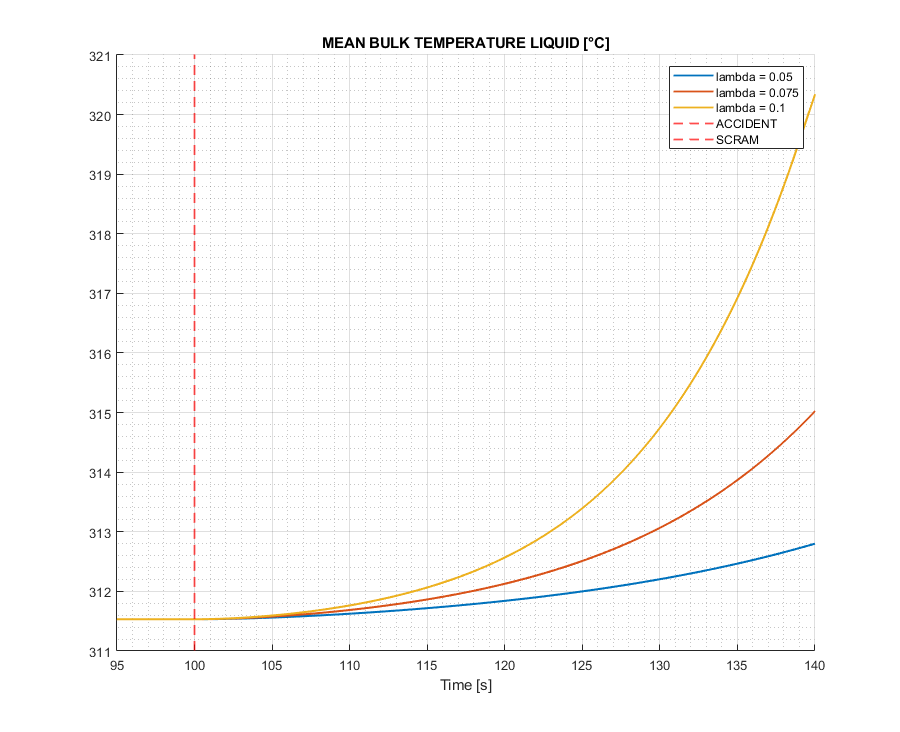 MEAN BULK TEMPERATURE LIQUID [°C]
321
320
319
318
317
316
315
314
313
312
311
lambda = 0.05
lambda = 0.075
lambda = 0.1
ACCIDENT
SCRAM
95 100 105 110 115 120 125 130 135 140
Time [s]